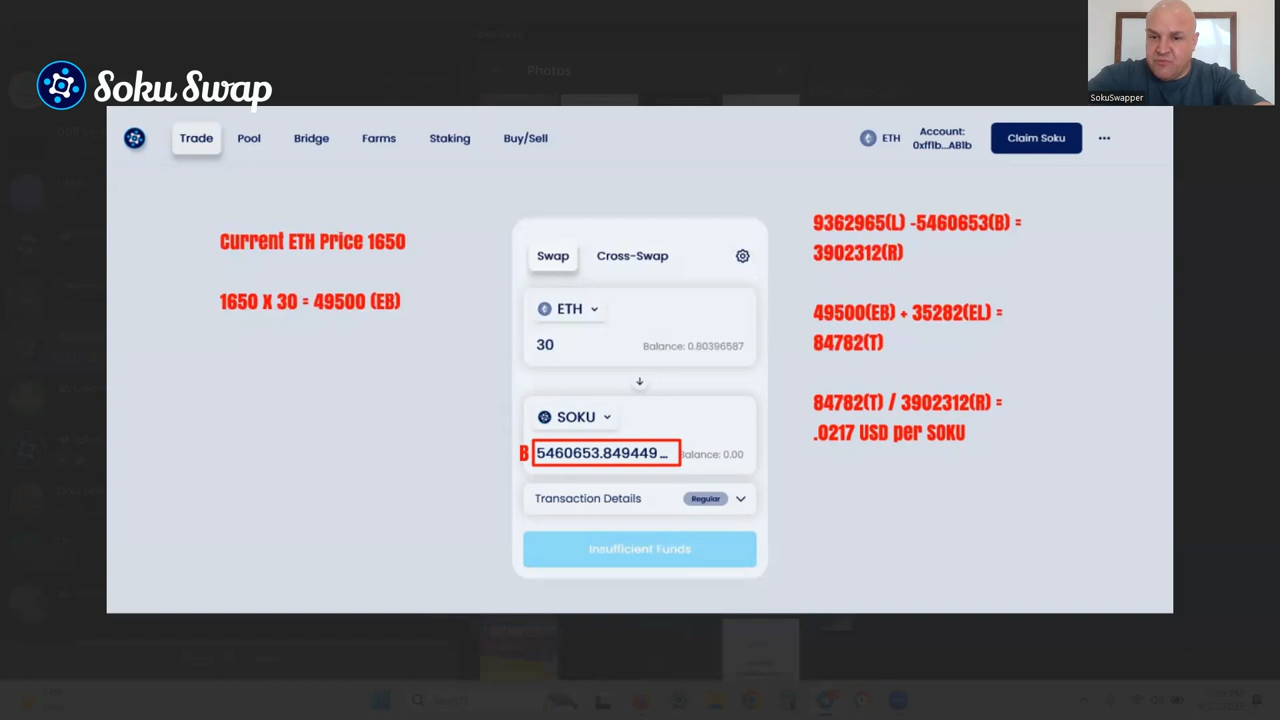 SokuSwap
Photos
Soku Swap
SokuSwapper
Trade Pool Bridge Farms Staking Buy/Sell
ETH
Account:
0xff1b...AB1b
Claim Soku
Current ETH Price 1650
1650 X 30 = 49500 (EB)
Swap Cross-Swap
ETH
30
Balance: 0.80396587
SOKU
B 5460653.849449...
Balance: 0.00
Transaction Details Regular
Insufficient Funds
9362965(L) -5460653(B) =
3902312(R)
49500(EB) + 35282(EL) =
84782(T)
84782(T) / 3902312(R) =
.0217 USD per SOKU
Search